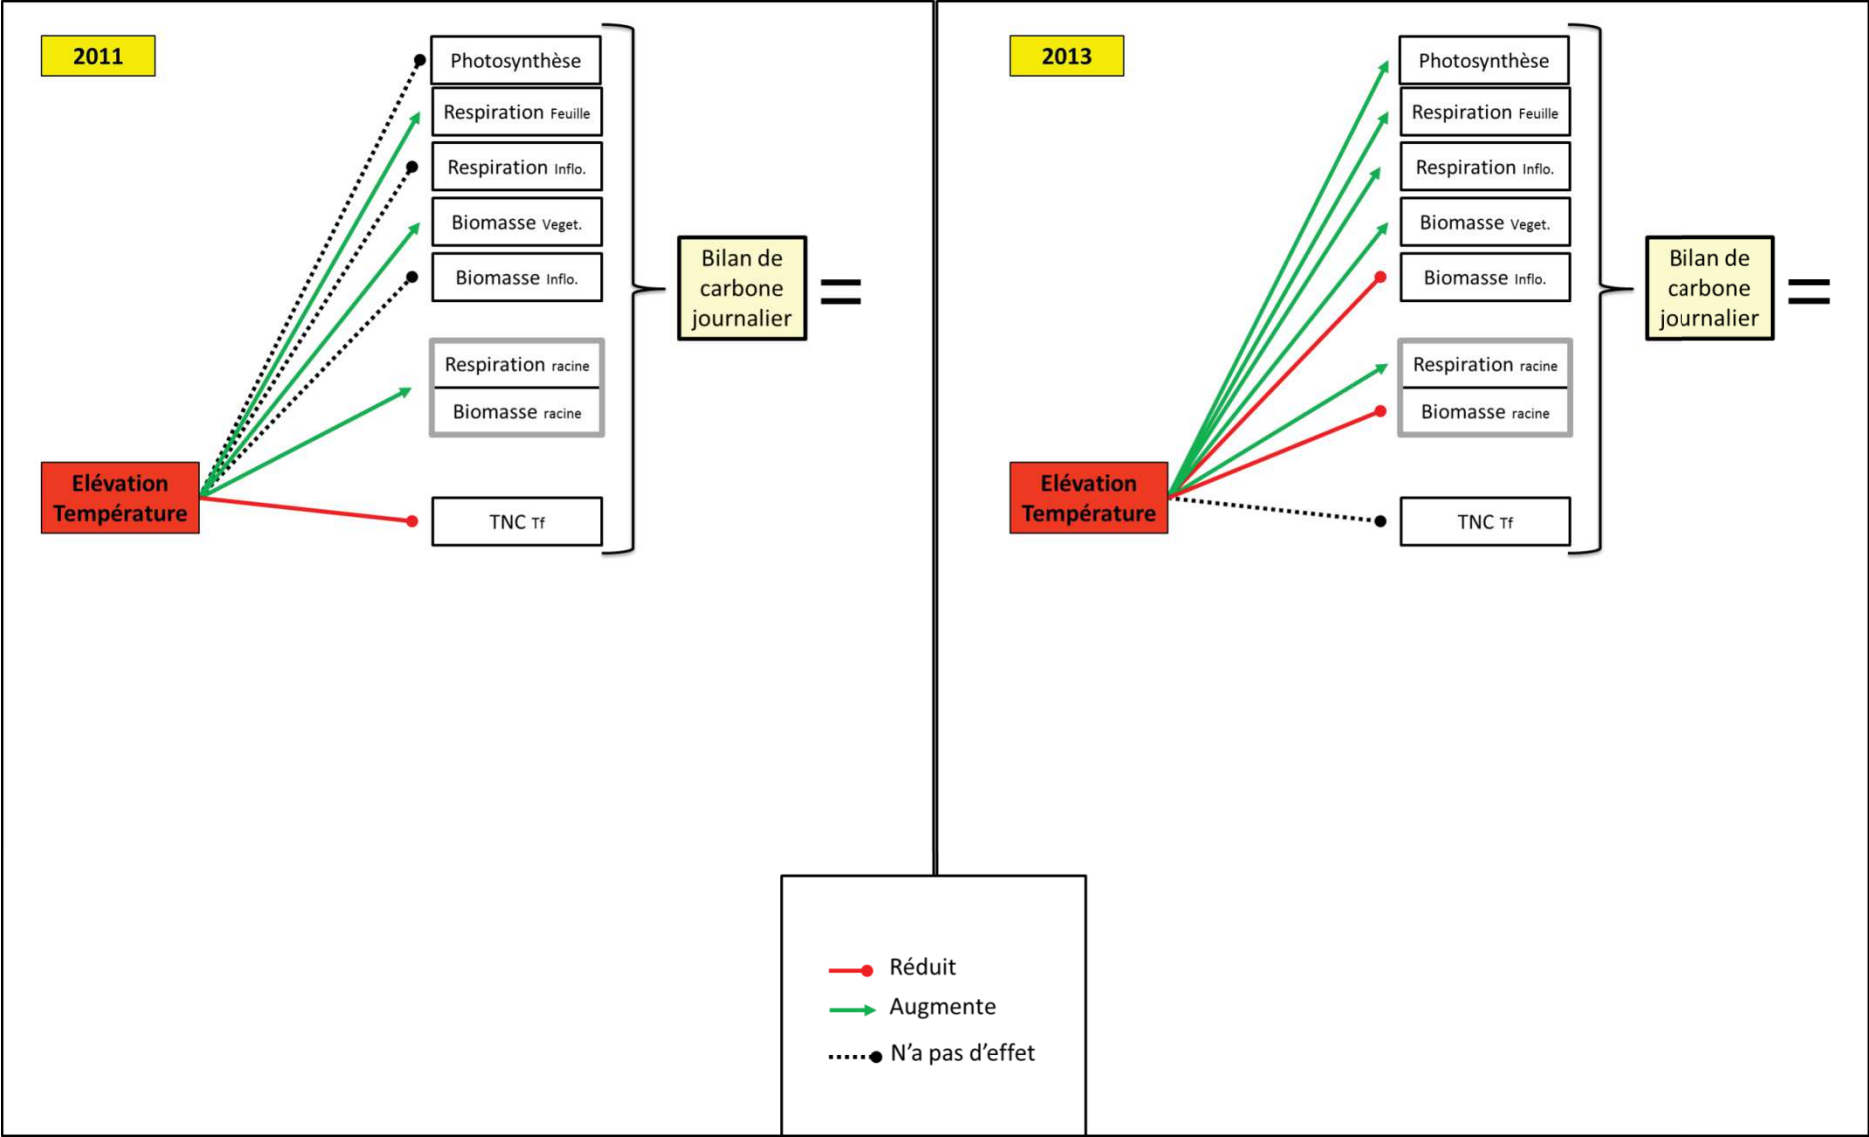 2011
Photosynthèse
Respiration Feuille
Respiration Inflo.
Biomasse Veget.
Biomasse Inflo.
Respiration racine
Biomasse racine
TNC Tf
Elévation
Température
Bilan de
carbone
journalier
=
2013
Photosynthèse
Respiration Feuille
Respiration Inflo.
Biomasse Veget.
Biomasse Inflo.
Respiration racine
Biomasse racine
TNC Tf
Elévation
Température
Bilan de
carbone
journalier
=
Réduit
Augmente
N’a pas d’effet